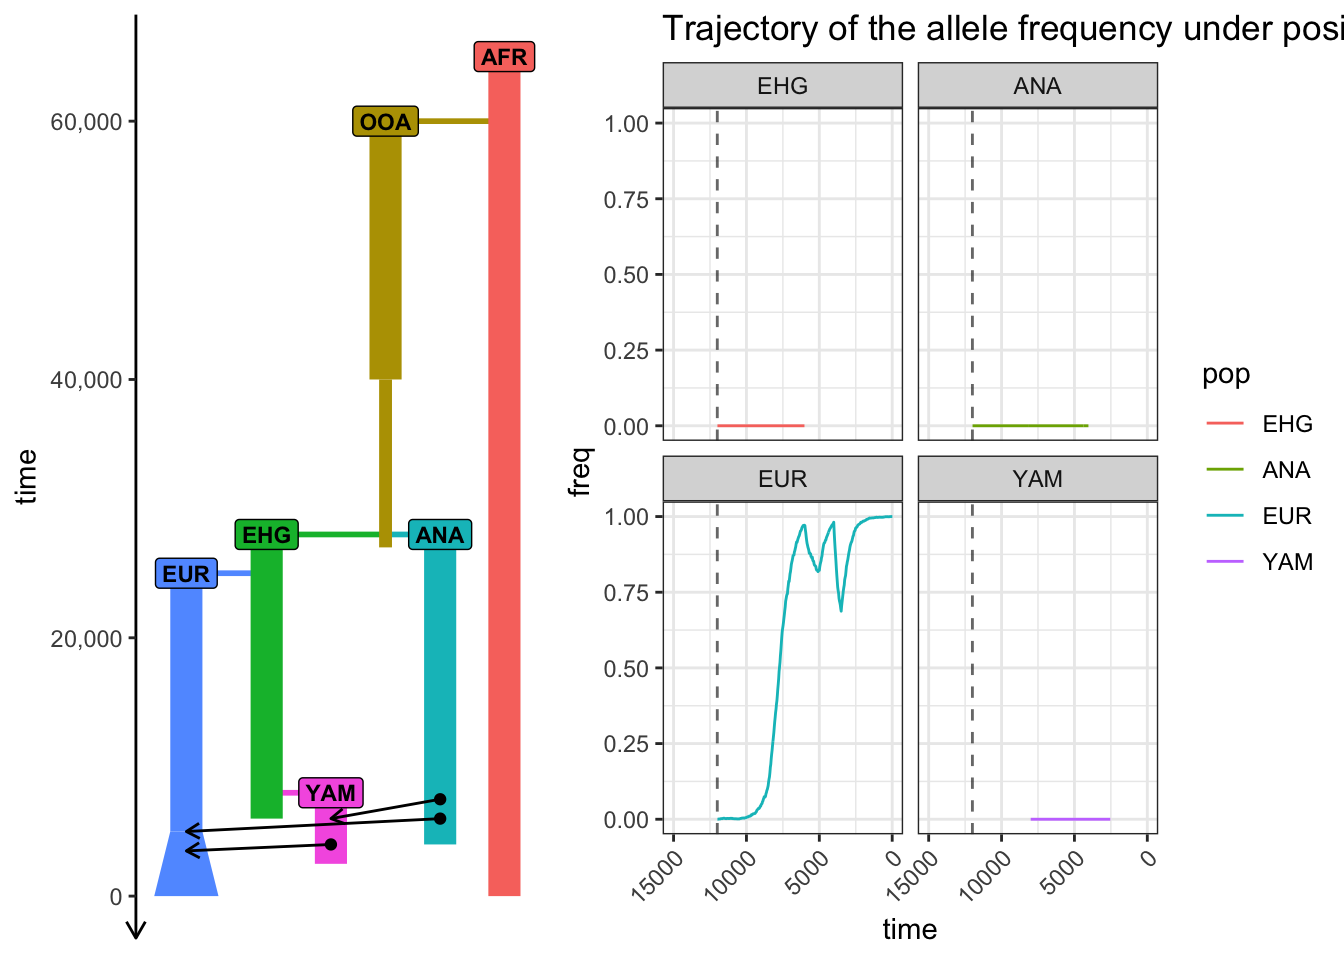 time
60,000
40,000
20,000
0
AFR
OOA
EHG
ANA
EUR
YAM
Trajectory of the allele frequency under posi
freq
EHG
ANA
1.00
0.75
0.50
0.25
0.00
EUR
YAM
1.00
0.75
0.50
0.25
0.00
15000
10000
5000
0
15000
10000
5000
0
time
pop
EHG
ANA
EUR
YAM